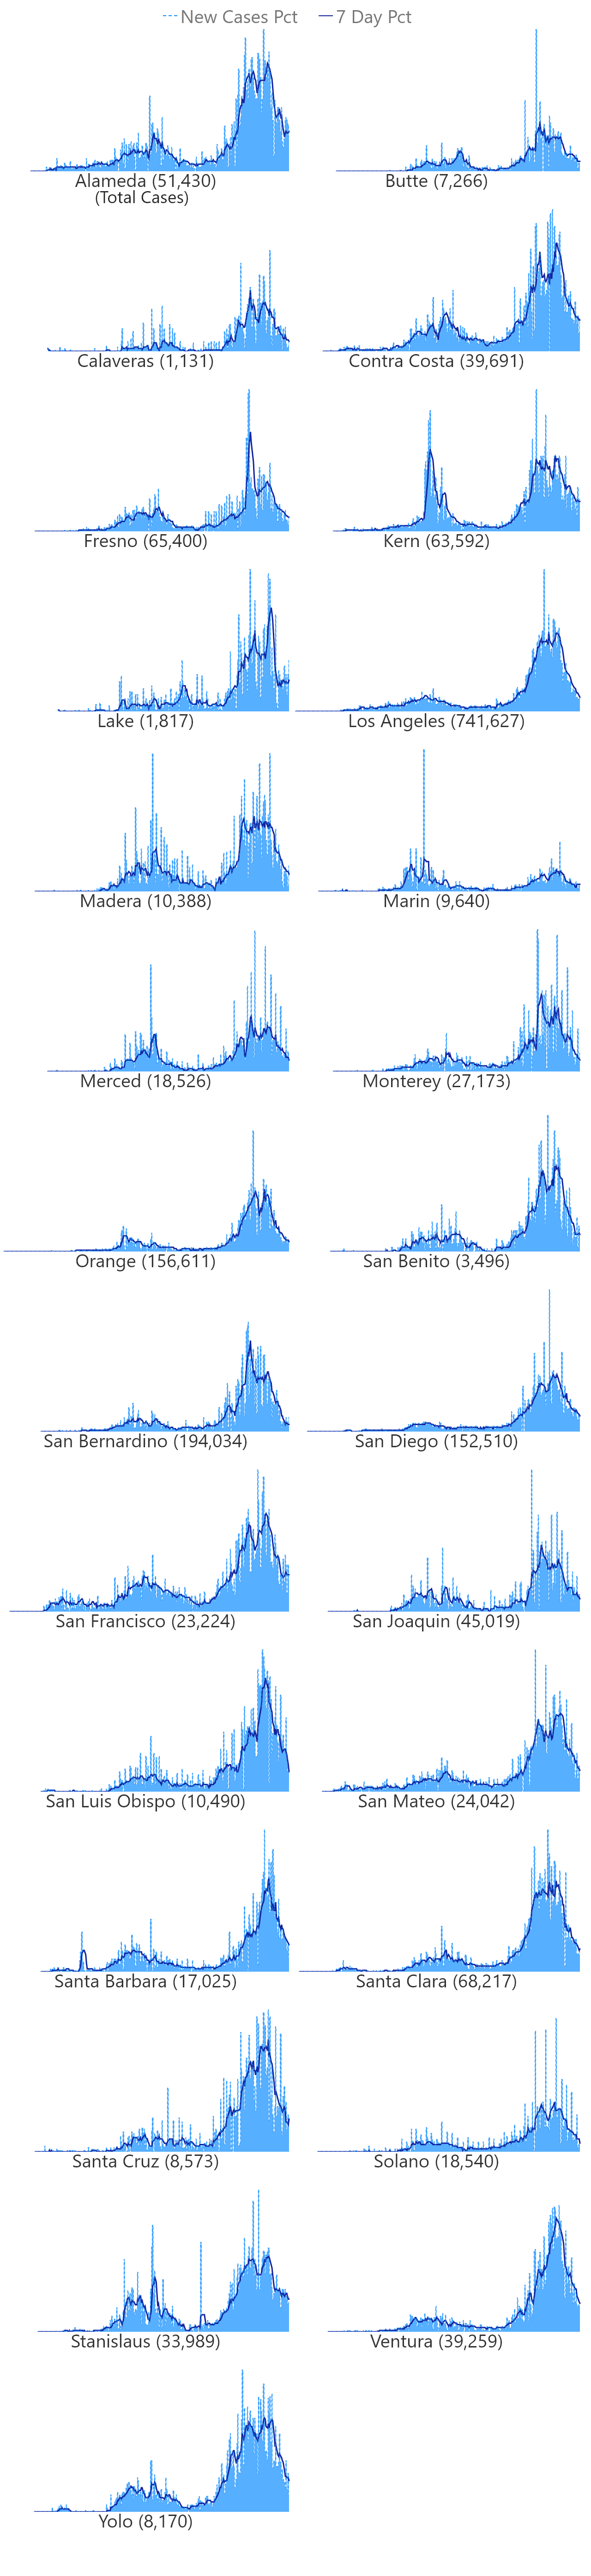 New Cases Pct 7 Day Pct
Alameda (51,430)
(Total Cases)
Butte (7,266)
Calaveras (1,131)
Contra Costa (39,691)
Fresno (65,400)
Kern (63,592)
Lake (1,817)
Los Angeles (741,627)
Madera (10,388)
Marin (9,640)
Merced (18,526)
Monterey (27,173)
Orange (156,611)
San Benito (3,496)
San Bernardino (194,034)
San Diego (152,510)
San Francisco (23,224)
San Joaquin (45,019)
San Luis Obispo (10,490)
San Mateo (24,042)
Santa Barbara (17,025)
Santa Clara (68,217)
Santa Cruz (8,573)
Solano (18,540)
Stanislaus (33,989)
Ventura (39,259)
Yolo (8,170)